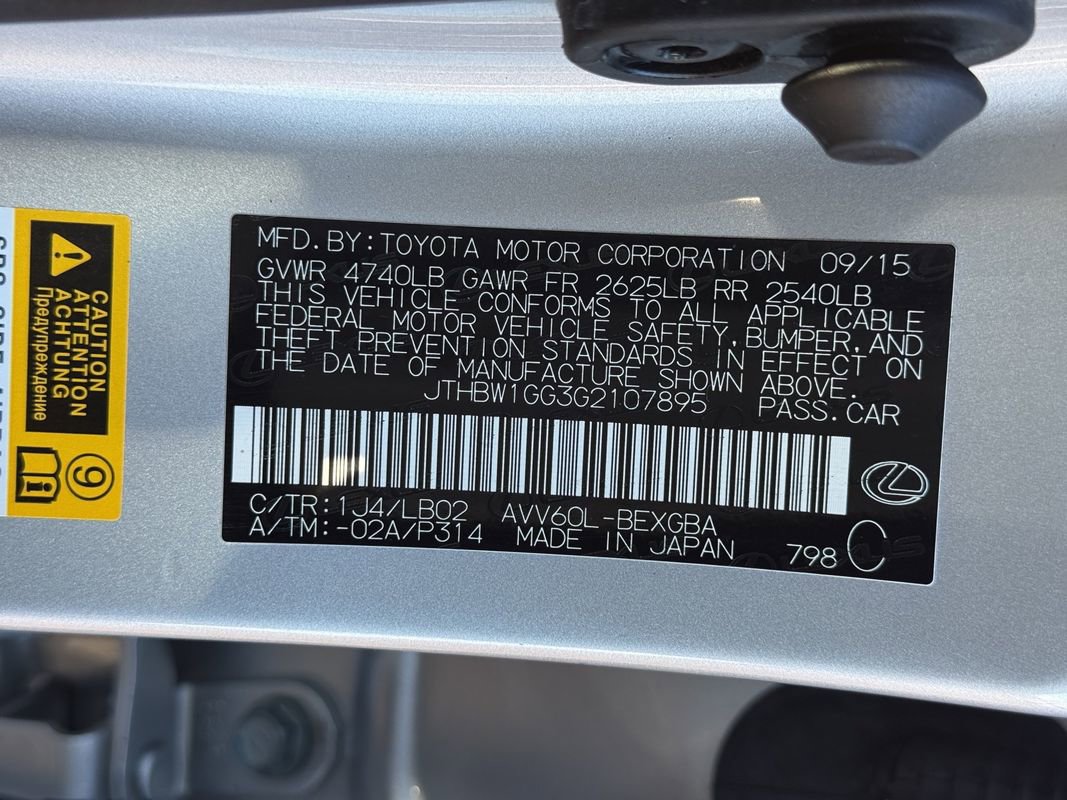 MFD.BY:TOYOTA MOTOR CORPORATION 09/15
GVWR 4740LB GAWR FR 2625LB RR 2540LB
THIS VEHICLE CONFORMS TO ALL APPLICABLE
FEDERAL MOTOR VEHICLE SAFETY,BUMPER,AND
THEFT PREVENTION STANDARDS IN EFFECT ON
THE DATE OF MANUFACTURE SHOWN ABOVE.
JTHBW1GG3G2107895 PASS.CAR
C/TR:1J4/LB02 AVV60L-BEXGBA
A/TM:-02A/P314 MADE IN JAPAN 798 C
CAUTION
ATTENTION
ACHTUNG
Предупреждение
9
i